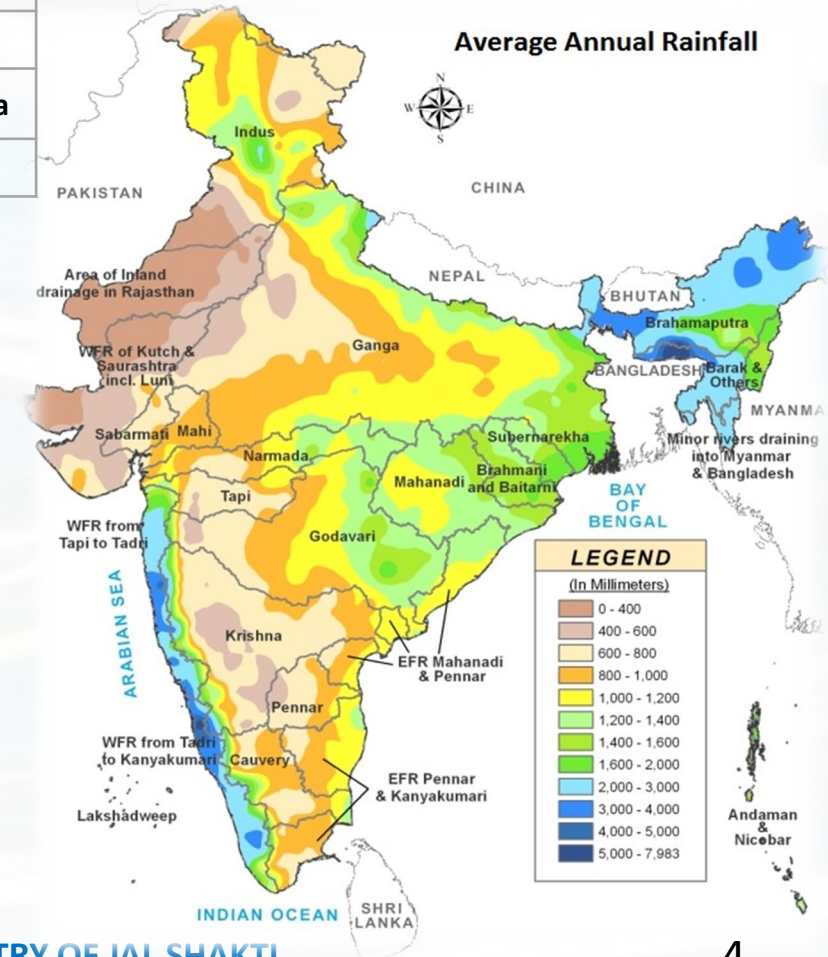 a
Average Annual Rainfall
N
W
E
S
Indus
PAKISTAN
CHINA
Area of Inland
drainage in Rajasthan
NEPAL
BHUTAN
Brahamaputra
WFR of Kutch &
Saurashtra
incl. Luni
Ganga
BANGLADESH
Barak &
Others
MYANMA
Sabarmati
Mahi
Subernarekha
Minor rivers draining
into Myanmar
& Bangladesh
Narmada
Brahmani
and Baitarni
Tapi
Mahanadi
BAY
OF
BENGAL
WFR from
Tapi to Tadri
Godavari
ARABIAN SEA
LEGEND
(In Millimeters)
0 - 400
400 - 600
600 - 800
800 - 1,000
1,000 - 1,200
1,200 - 1,400
1,400 - 1,600
1,600 - 2,000
2,000 - 3,000
3,000 - 4,000
4,000 - 5,000
5,000 - 7,983
Krishna
EFR Mahanadi
& Pennar
Pennar
WFR from Tadri
to Kanyakumari
Cauvery
EFR Pennar
& Kanyakumari
Lakshadweep
Andaman
&
Nicobar
INDIAN OCEAN
SHRI
LANKA
TRY OF JAL SHAKTI
4